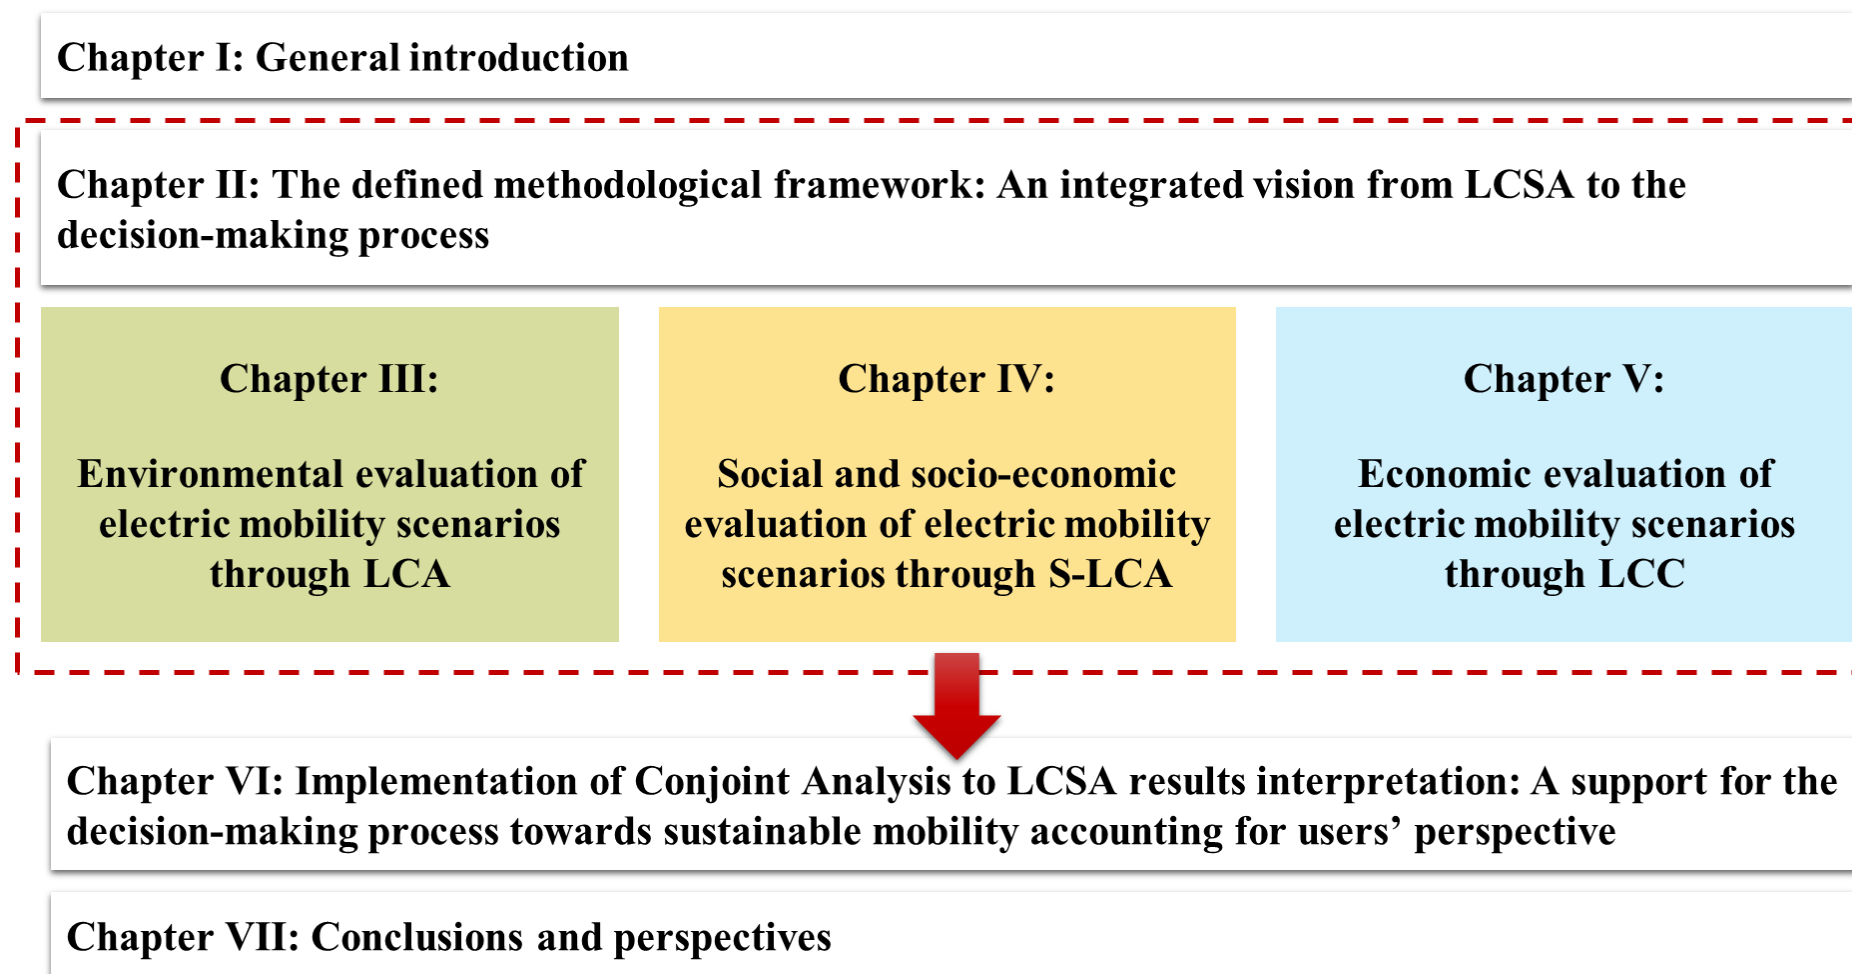 Chapter I: General introduction
Chapter II: The defined methodological framework: An integrated vision from LCSA to the
decision-making process
Chapter III:
Environmental evaluation of
electric mobility scenarios
through LCA
Chapter IV:
Social and socio-economic
evaluation of electric mobility
scenarios through S-LCA
Chapter V:
Economic evaluation of
electric mobility scenarios
through LCC
Chapter VI: Implementation of Conjoint Analysis to LCSA results interpretation: A support for the
decision-making process towards sustainable mobility accounting for users’ perspective
Chapter VII: Conclusions and perspectives